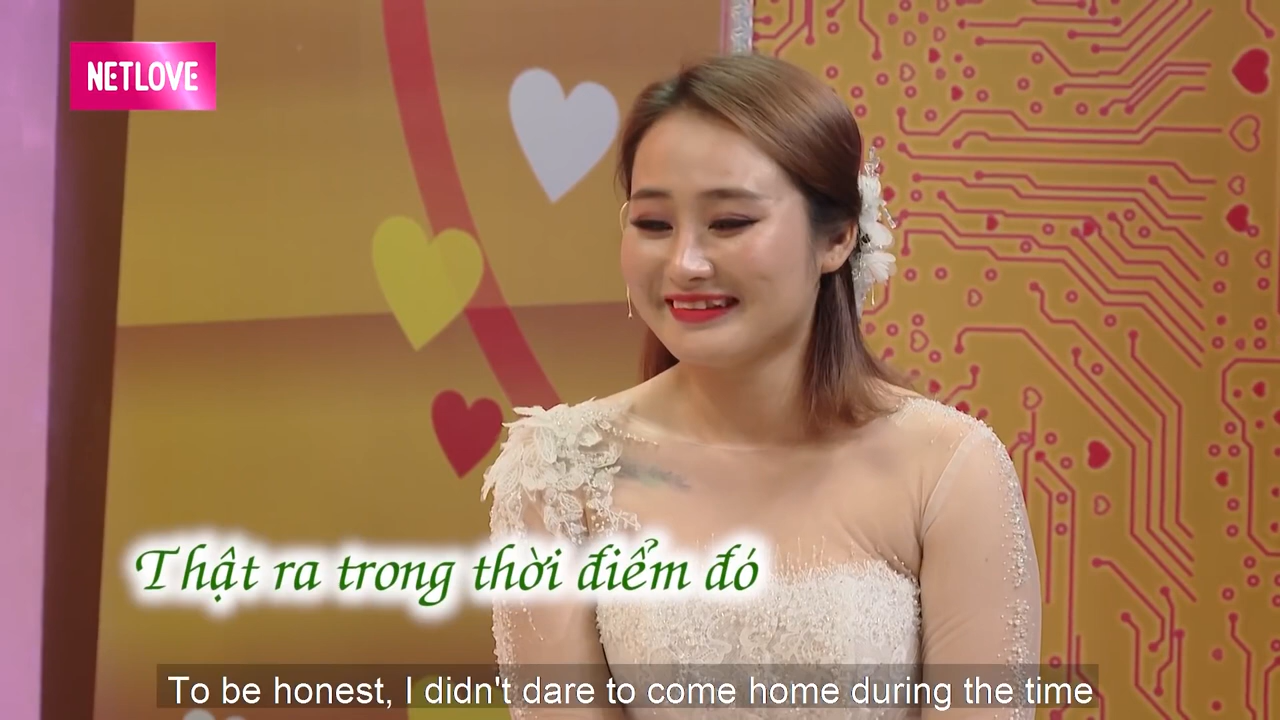 NETLOVE
Thật ra trong thời điểm đó
To be honest, I didn't dare to come home during the time